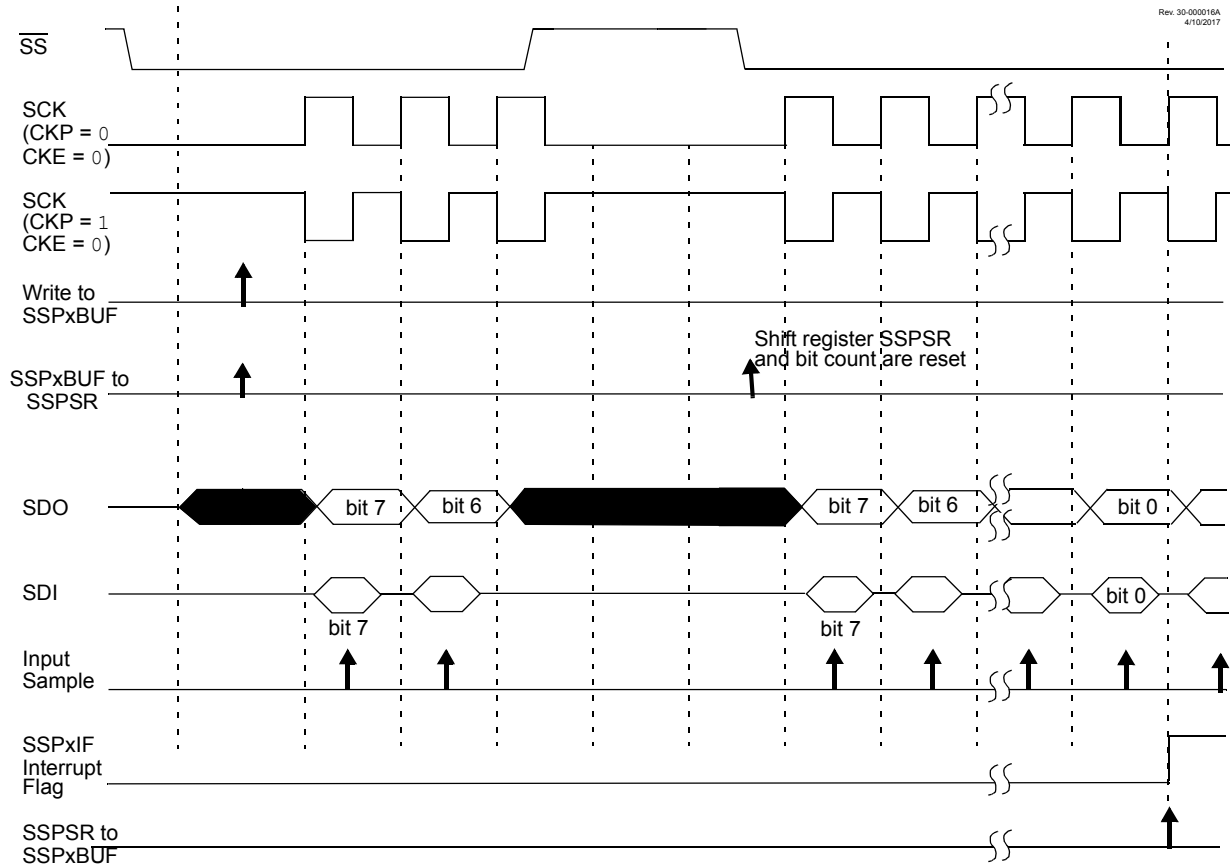 Rev. 30-000016A
4/10/2017
SS
SCK
(CKP = 0
CKE = 0)
SCK
(CKP = 1
CKE = 0)
Write to
SSPxBUF
Shift register SSPSR
and bit count are reset
SSPxBUF to
SSPSR
SDO
bit 7
bit 6
bit 7
bit 6
bit 0
SDI
bit 0
bit 7
bit 7
Input
Sample
SSPxIF
Interrupt
Flag
SSPSR to
SSPxBUF